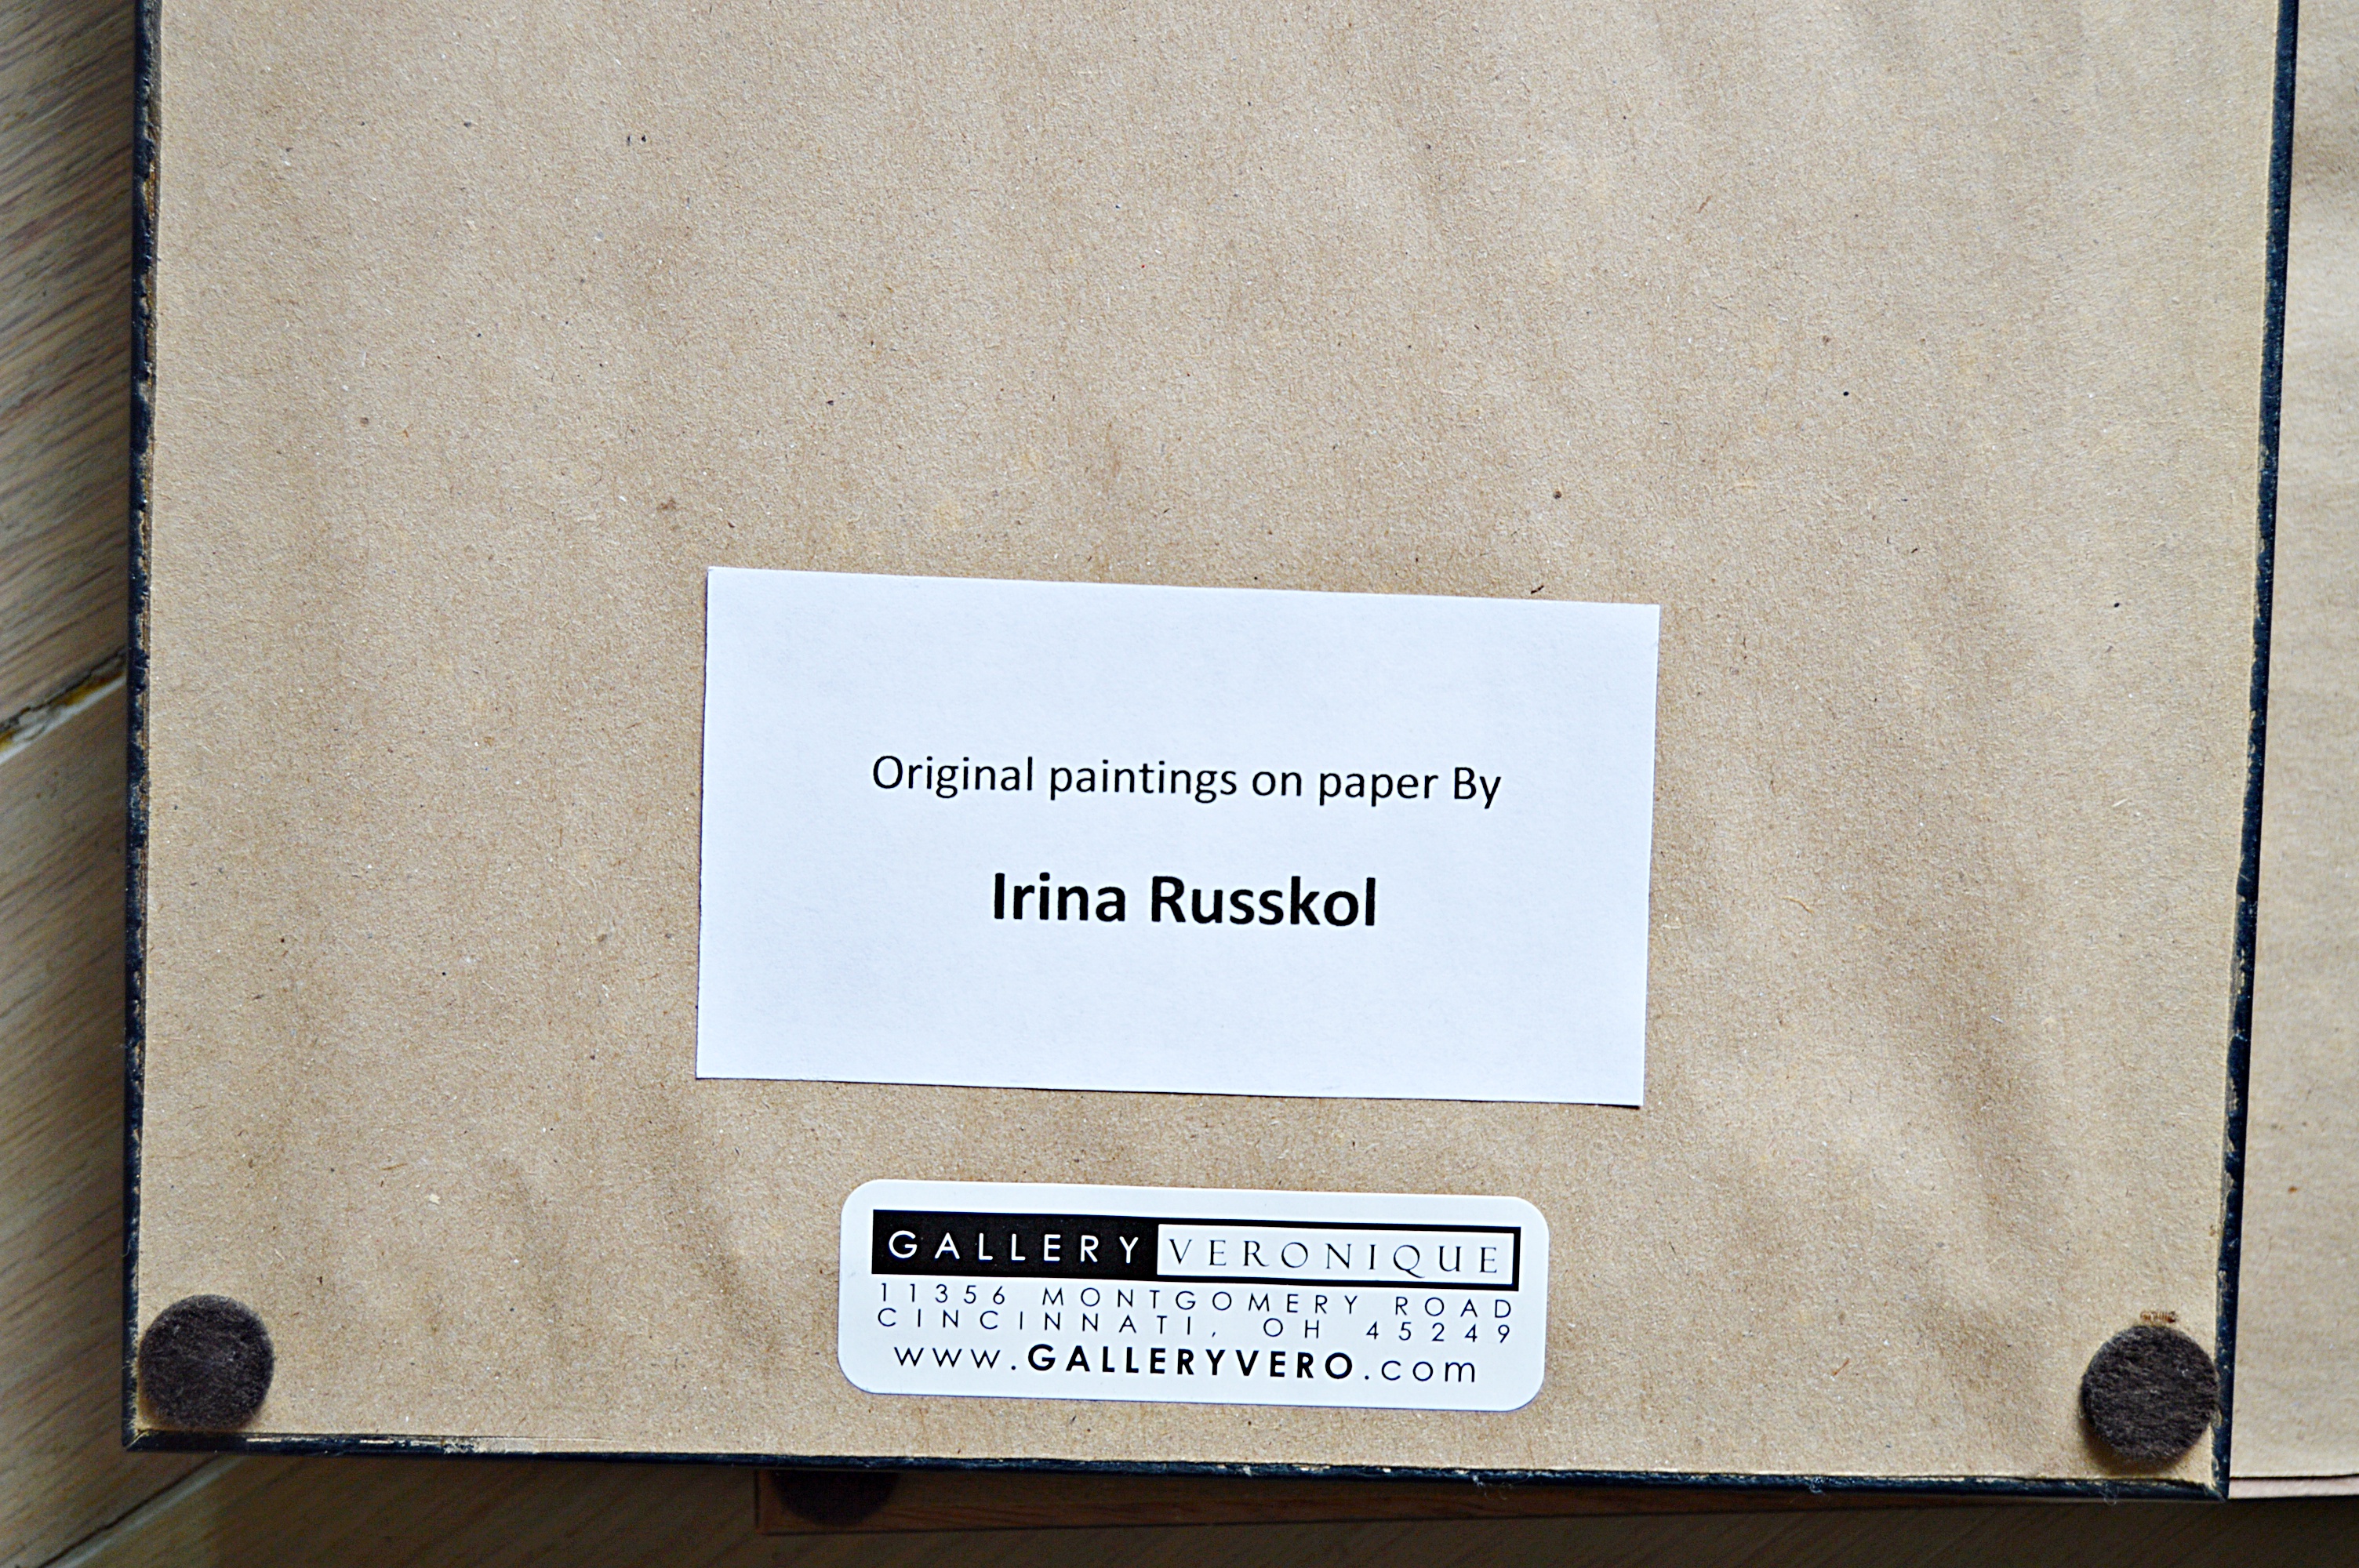 Original paintings on paper By
Irina Russkol
GALLERY VERONIQUE
11356 MONTGOMERY ROAD
CINCINNATI, OH 45249
www.GALLERYVERO.com